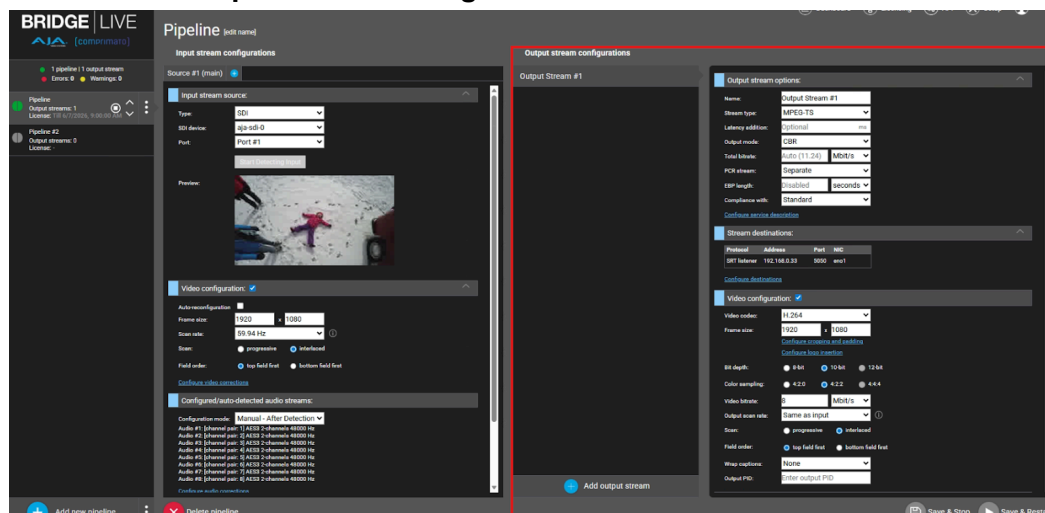 BRIDGE LIVE
AJA [comprimato]
1 pipeline | 1 output stream
Errors: 0 Warnings: 0
Pipeline
Output streams: 1
License: Till 6/7/2026, 9:00:00 AM
Pipeline #2
Output streams: 0
License: -
Add new pipeline
Pipeline [edit name]
Input stream configurations
Source #1 (main)
Input stream source:
Type: SDI
SDI device: aja-sdi-0
Port: Port #1
Start Detecting Input
Preview:
Video configuration:
Auto-reconfiguration
Frame size: 1920 x 1080
Scan rate: 59.94 Hz
Scan: progressive interlaced
Field order: top field first bottom field first
Configure video corrections
Configured/auto-detected audio streams:
Configuration mode: Manual - After Detection
Audio #1: [channel pair: 1] AES3 2-channels 48000 Hz
Audio #2: [channel pair: 2] AES3 2-channels 48000 Hz
Audio #3: [channel pair: 3] AES3 2-channels 48000 Hz
Audio #4: [channel pair: 4] AES3 2-channels 48000 Hz
Audio #5: [channel pair: 5] AES3 2-channels 48000 Hz
Audio #6: [channel pair: 6] AES3 2-channels 48000 Hz
Audio #7: [channel pair: 7] AES3 2-channels 48000 Hz
Audio #8: [channel pair: 8] AES3 2-channels 48000 Hz
Configure audio corrections
Delete pipeline
Output stream configurations
Output Stream #1
Add output stream
Output stream options:
Name: Output Stream #1
Stream type: MPEG-TS
Latency addition: Optional ms
Output mode: CBR
Total bitrate: Auto (11.24) Mbit/s
PCR stream: Separate
EBP length: Disabled seconds
Compliance with: Standard
Configure service description
Stream destinations:
Protocol Address Port NIC
SRT listener 192.168.0.33 5050 eno1
Configure destinations
Video configuration:
Video codec: H.264
Frame size: 1920 x 1080
Configure cropping and padding
Configure logo insertion
Bit depth: 8-bit 10-bit 12-bit
Color sampling: 4:2:0 4:2:2 4:4:4
Video bitrate: 8 Mbit/s
Output scan rate: Same as input
Scan: progressive interlaced
Field order: top field first bottom field first
Wrap captions: None
Output PID: Enter output PID
Save & Stop Save & Resta